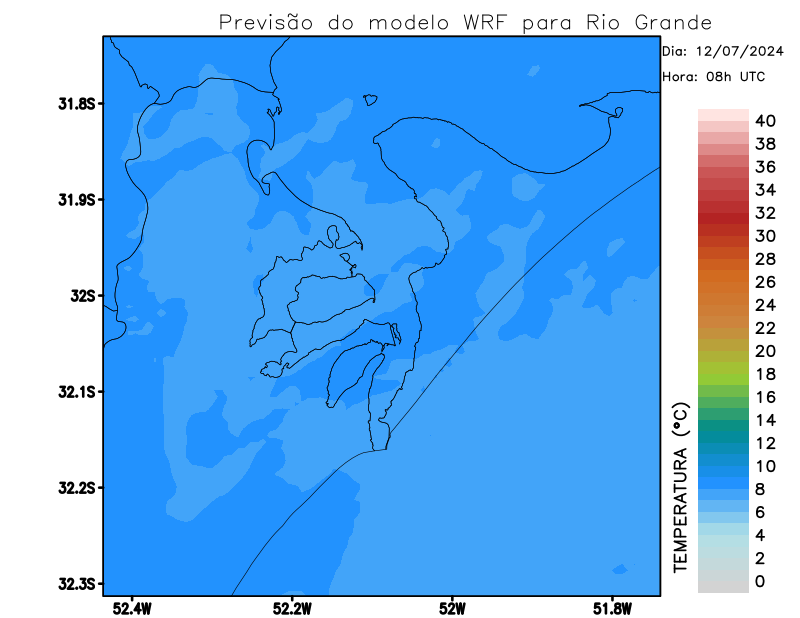 Previsão do modelo WRF para Rio Grande
Dia: 12/07/2024
Hora: 08h UTC
31.8S
31.9S
32S
32.1S
32.2S
32.3S
52.4W
52.2W
52W
51.8W
TEMPERATURA (°C)
40
38
36
34
32
30
28
26
24
22
20
18
16
14
12
10
8
6
4
2
0